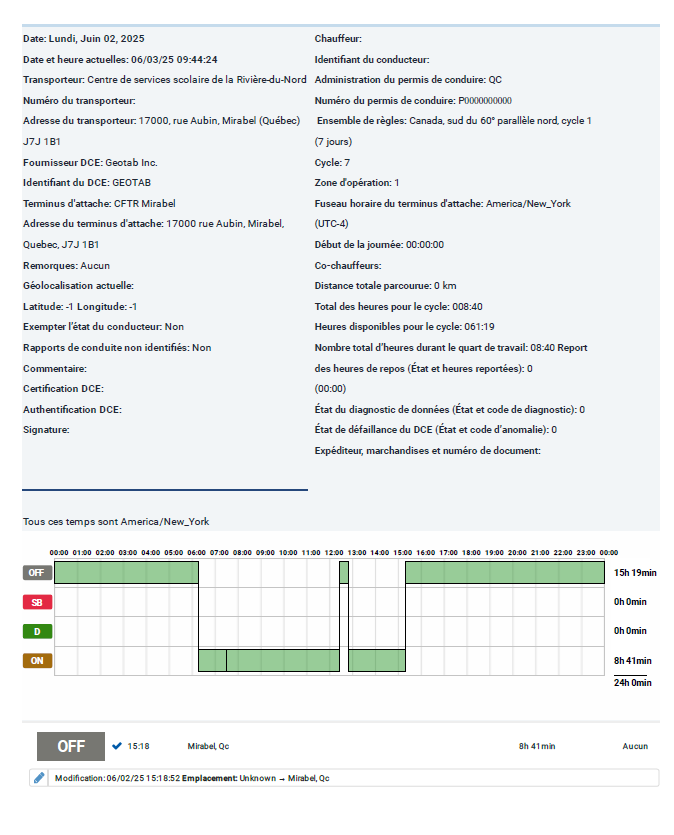 Date: Lundi, Juin 02, 2025
Date et heure actuelles: 06/03/25 09:44:24
Transporteur: Centre de services scolaire de la Rivière-du-Nord
Numéro du transporteur:
Adresse du transporteur: 17000, rue Aubin, Mirabel (Québec)
J7J 1B1
Fournisseur DCE: Geotab Inc.
Identifiant du DCE: GEOTAB
Terminus d'attache: CFTR Mirabel
Adresse du terminus d'attache: 17000 rue Aubin, Mirabel,
Quebec, J7J 1B1
Remorques: Aucun
Géolocalisation actuelle:
Latitude: -1 Longitude: -1
Exempter l'état du conducteur: Non
Rapports de conduite non identifiés: Non
Commentaire:
Certification DCE:
Authentification DCE:
Signature:
Chauffeur:
Identifiant du conducteur:
Administration du permis de conduire: QC
Numéro du permis de conduire: P0000000000
Ensemble de règles: Canada, sud du 60° parallèle nord, cycle 1
(7 jours)
Cycle: 7
Zone d'opération: 1
Fuseau horaire du terminus d'attache: America/New_York
(UTC-4)
Début de la journée: 00:00:00
Co-chauffeurs:
Distance totale parcourue: 0 km
Total des heures pour le cycle: 008:40
Heures disponibles pour le cycle: 061:19
Nombre total d'heures durant le quart de travail: 08:40 Report
des heures de repos (État et heures reportées): 0
(00:00)
État du diagnostic de données (État et code de diagnostic): 0
État de défaillance du DCE (État et code d'anomalie): 0
Expéditeur, marchandises et numéro de document:
Tous ces temps sont America/New_York
00:00 01:00 02:00 03:00 04:00 05:00 06:00 07:00 08:00 09:00 10:00 11:00 12:00 13:00 14:00 15:00 16:00 17:00 18:00 19:00 20:00 21:00 22:00 23:00 00:00
OFF 15h 19min
SB 0h 0min
D 0h 0min
ON 8h 41min
24h 0min
OFF 15:18 Mirabel, Qc 8h 41min Aucun
Modification: 06/02/25 15:18:52 Emplacement: Unknown → Mirabel, Qc